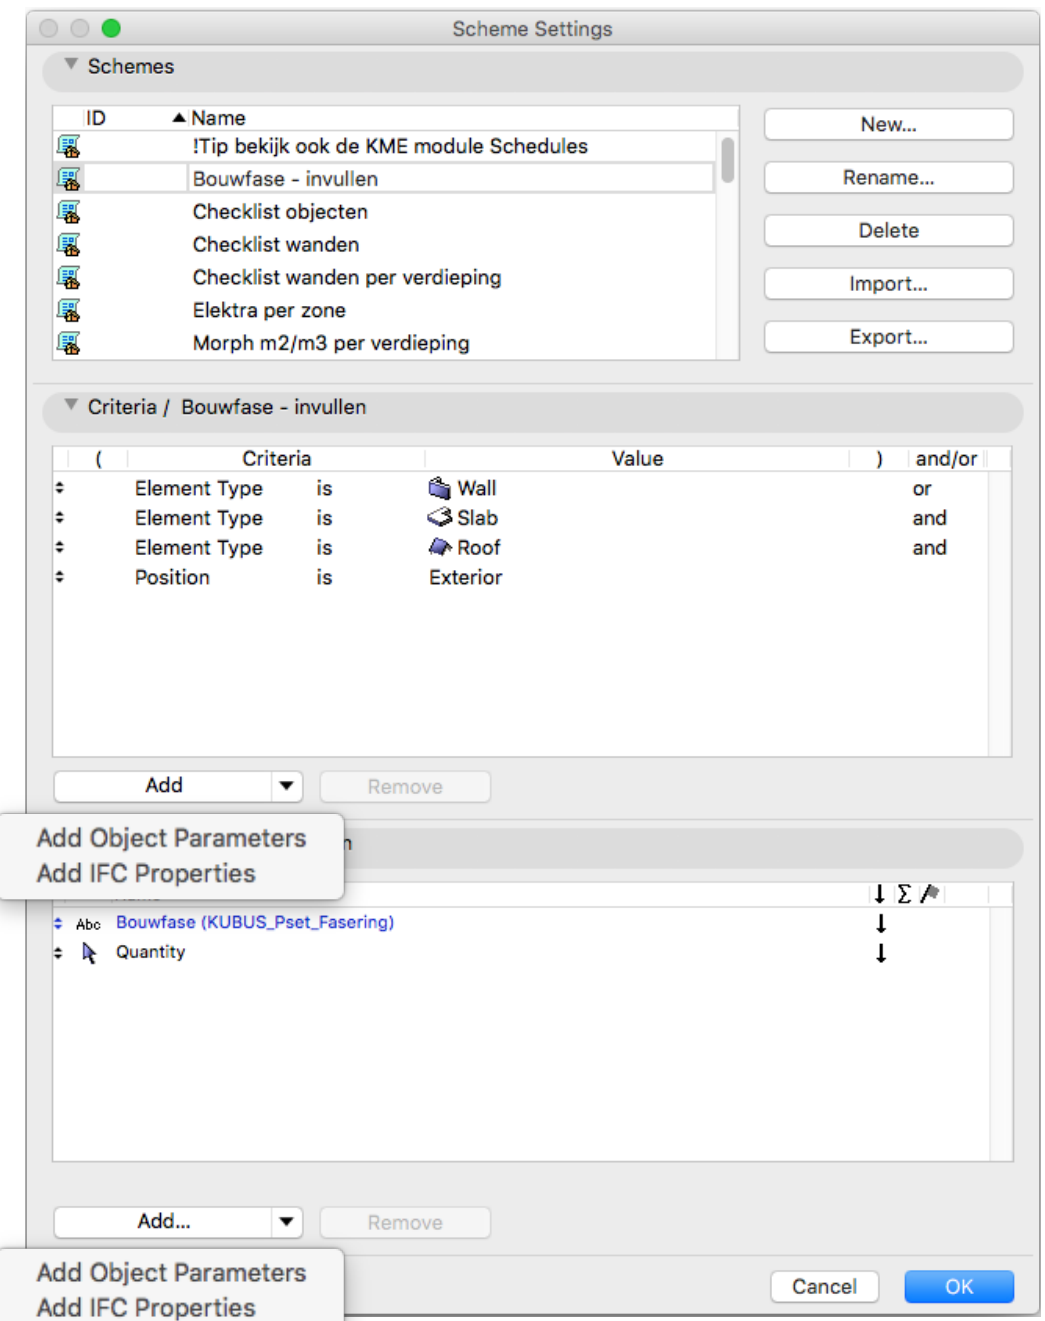 Scheme Settings
Schemes
ID Name
!Tip bekijk ook de KME module Schedules
Bouwfase - invullen
Checklist objecten
Checklist wanden
Checklist wanden per verdieping
Elektra per zone
Morph m2/m3 per verdieping
New...
Rename...
Delete
Import...
Export...
Criteria / Bouwfase - invullen
( Criteria Value ) and/or
Element Type is Wall or
Element Type is Slab and
Element Type is Roof and
Position is Exterior
Add Remove
Add Object Parameters
Add IFC Properties
Σ
Abc Bouwfase (KUBUS_Pset_Fasering)
Quantity
Add... Remove
Add Object Parameters
Add IFC Properties
Cancel OK